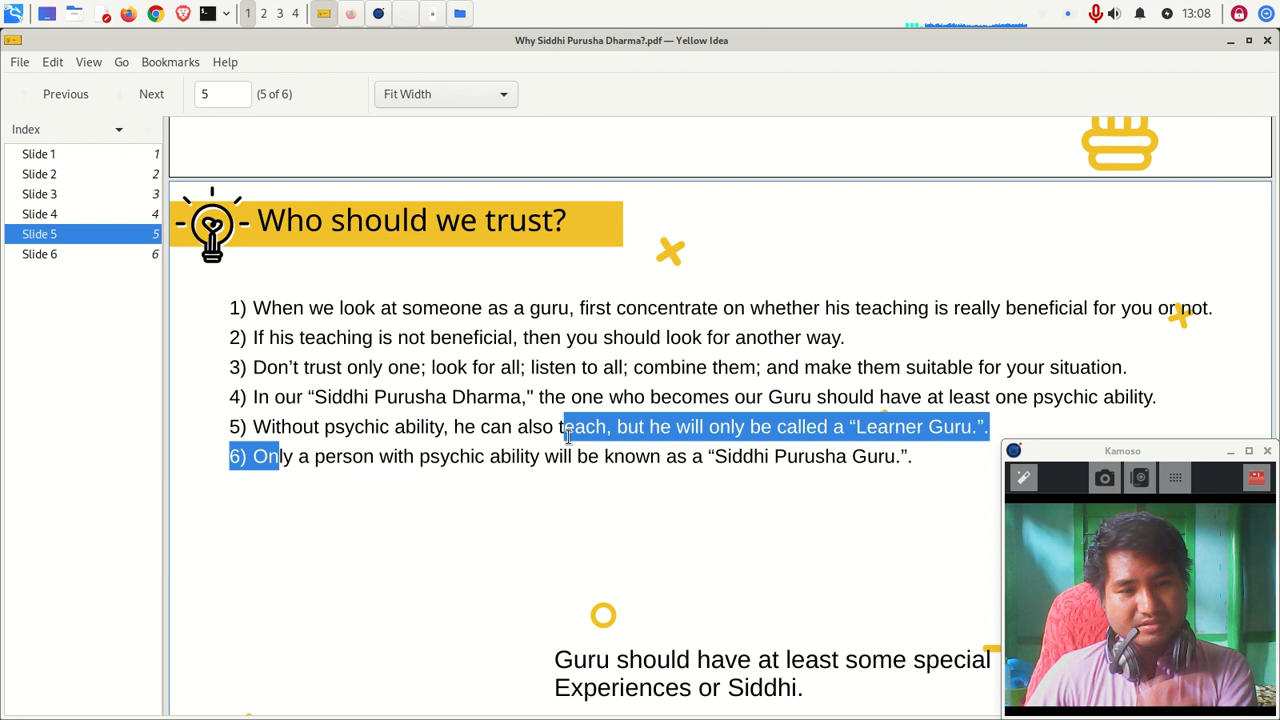 13:08
1 2 3 4
Why Siddhi Purusha Dharma?.pdf — Yellow Idea
File Edit View Go Bookmarks Help
Previous Next 5 (5 of 6) Fit Width
Index
Slide 1 1
Slide 2 2
Slide 3 3
Slide 4 4
Slide 5 5
Slide 6 6
Who should we trust?
1) When we look at someone as a guru, first concentrate on whether his teaching is really beneficial for you or not.
2) If his teaching is not beneficial, then you should look for another way.
3) Don’t trust only one; look for all; listen to all; combine them; and make them suitable for your situation.
4) In our “Siddhi Purusha Dharma," the one who becomes our Guru should have at least one psychic ability.
5) Without psychic ability, he can also teach, but he will only be called a “Learner Guru.”.
6) Only a person with psychic ability will be known as a “Siddhi Purusha Guru.”.
Guru should have at least some special
Experiences or Siddhi.
Kamoso